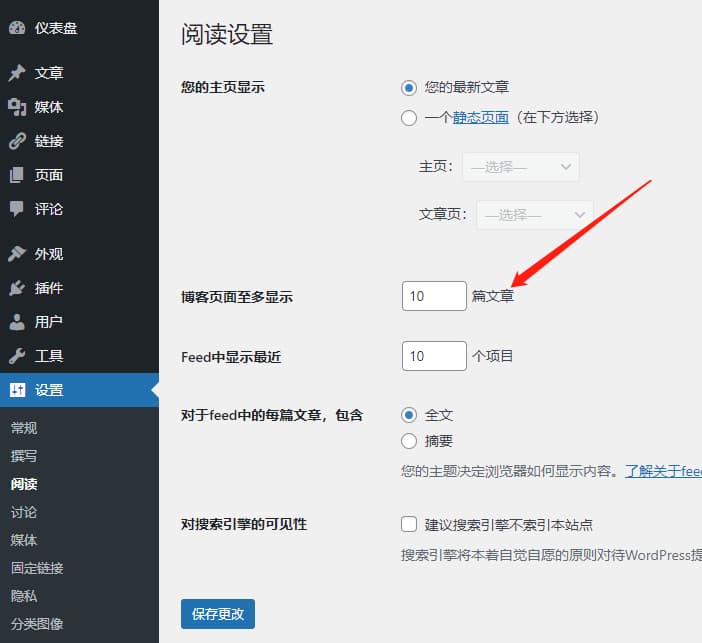 仪表盘
文章
媒体
链接
页面
评论
外观
插件
用户
工具
设置
常规
撰写
阅读
讨论
媒体
固定链接
隐私
分类图像
阅读设置
您的主页显示
您的最新文章
一个静态页面（在下方选择）
主页： —选择—
文章页： —选择—
博客页面至多显示 10 篇文章
Feed中显示最近 10 个项目
对于feed中的每篇文章，包含
全文
摘要
您的主题决定浏览器如何显示内容。了解关于fee
对搜索引擎的可见性
建议搜索引擎不索引本站点
搜索引擎将本着自觉自愿的原则对待WordPress提
保存更改